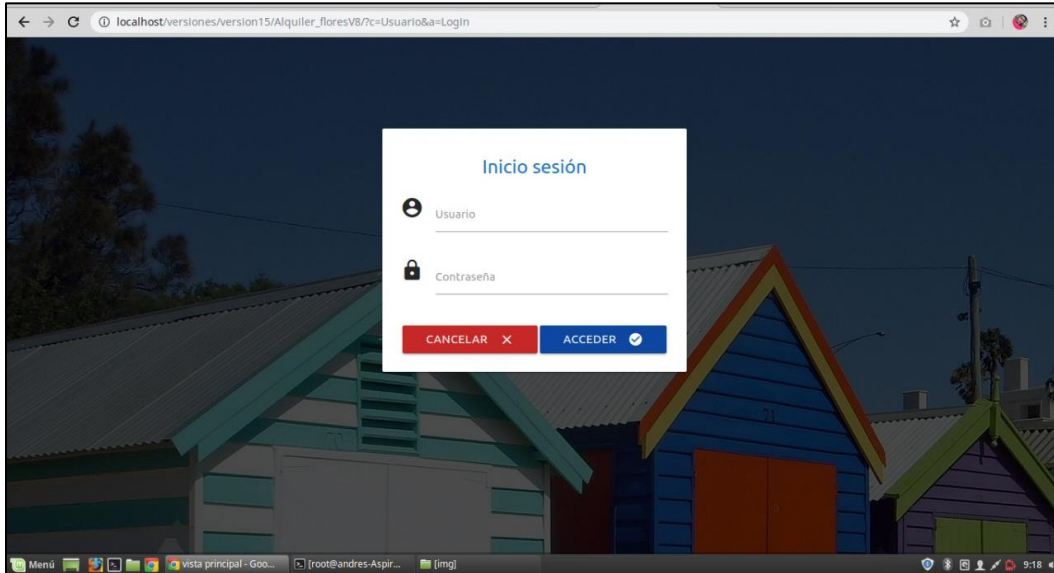 localhost/versiones/version15/Alquiler_floresV8/?c=Usuario&a=Login
Inicio sesión
Usuario
Contraseña
CANCELAR
ACCEDER
71
Menú
vista principal - Goo...
[root@andres-Aspir...
[img]
9:18